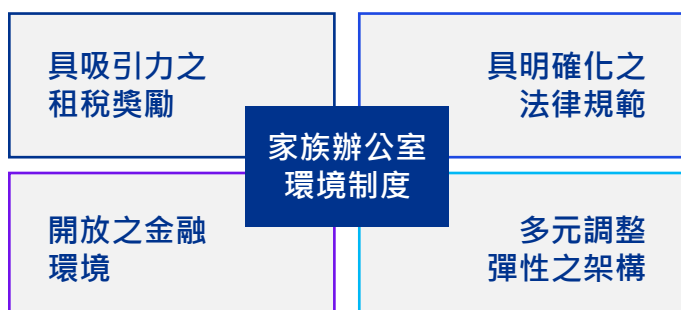 具吸引力之
租稅獎勵
具明確化之
法律規範
家族辦公室
環境制度
開放之金融
環境
多元調整
彈性之架構